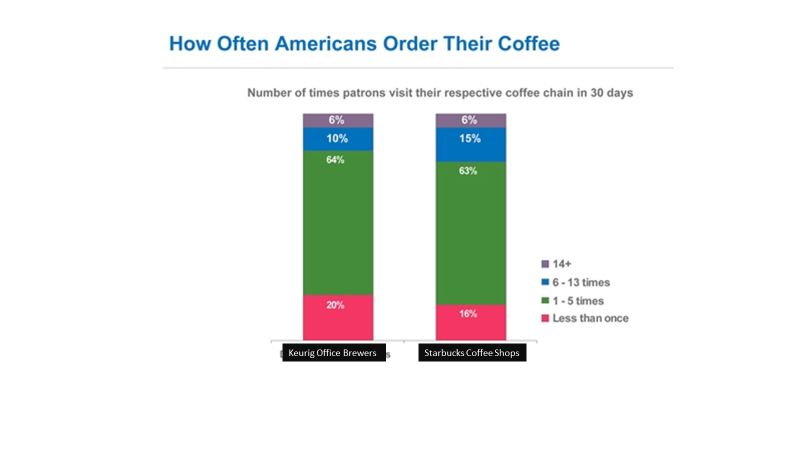 How Often Americans Order Their Coffee
Number of times patrons visit their respective coffee chain in 30 days
6%
6%
10%
15%
64%
63%
20%
16%
14+
6 - 13 times
1 - 5 times
Less than once
Keurig Office Brewers
Starbucks Coffee Shops